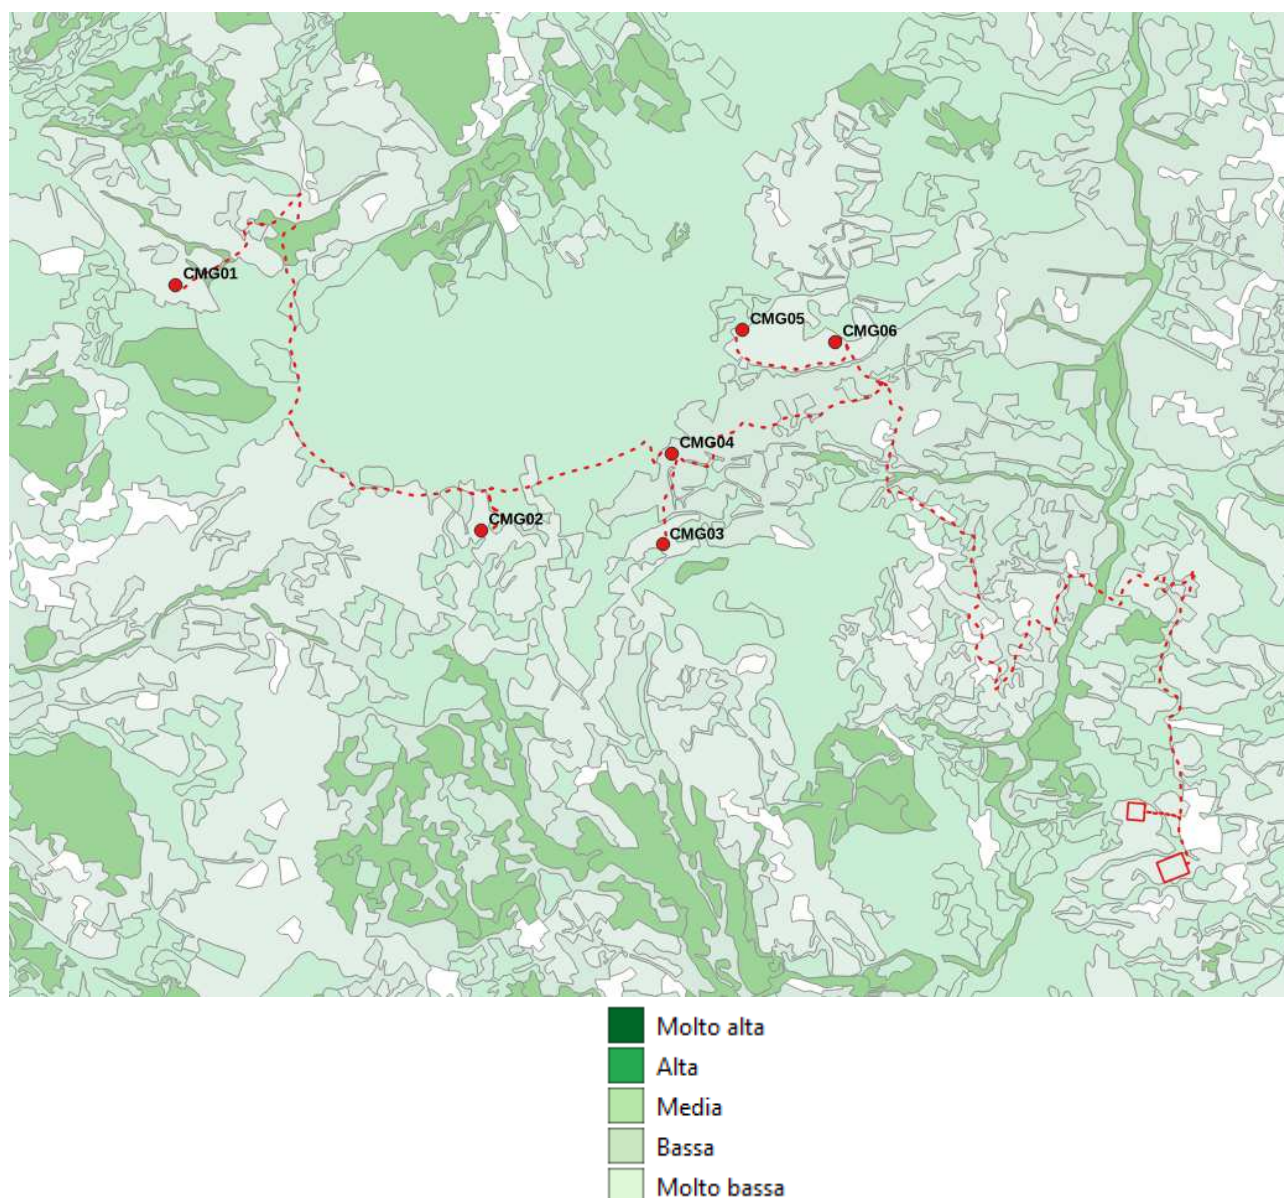 CMG01
CMG05
CMG06
CMG04
CMG02
CMG03
Molto alta
Alta
Media
Bassa
Molto bassa